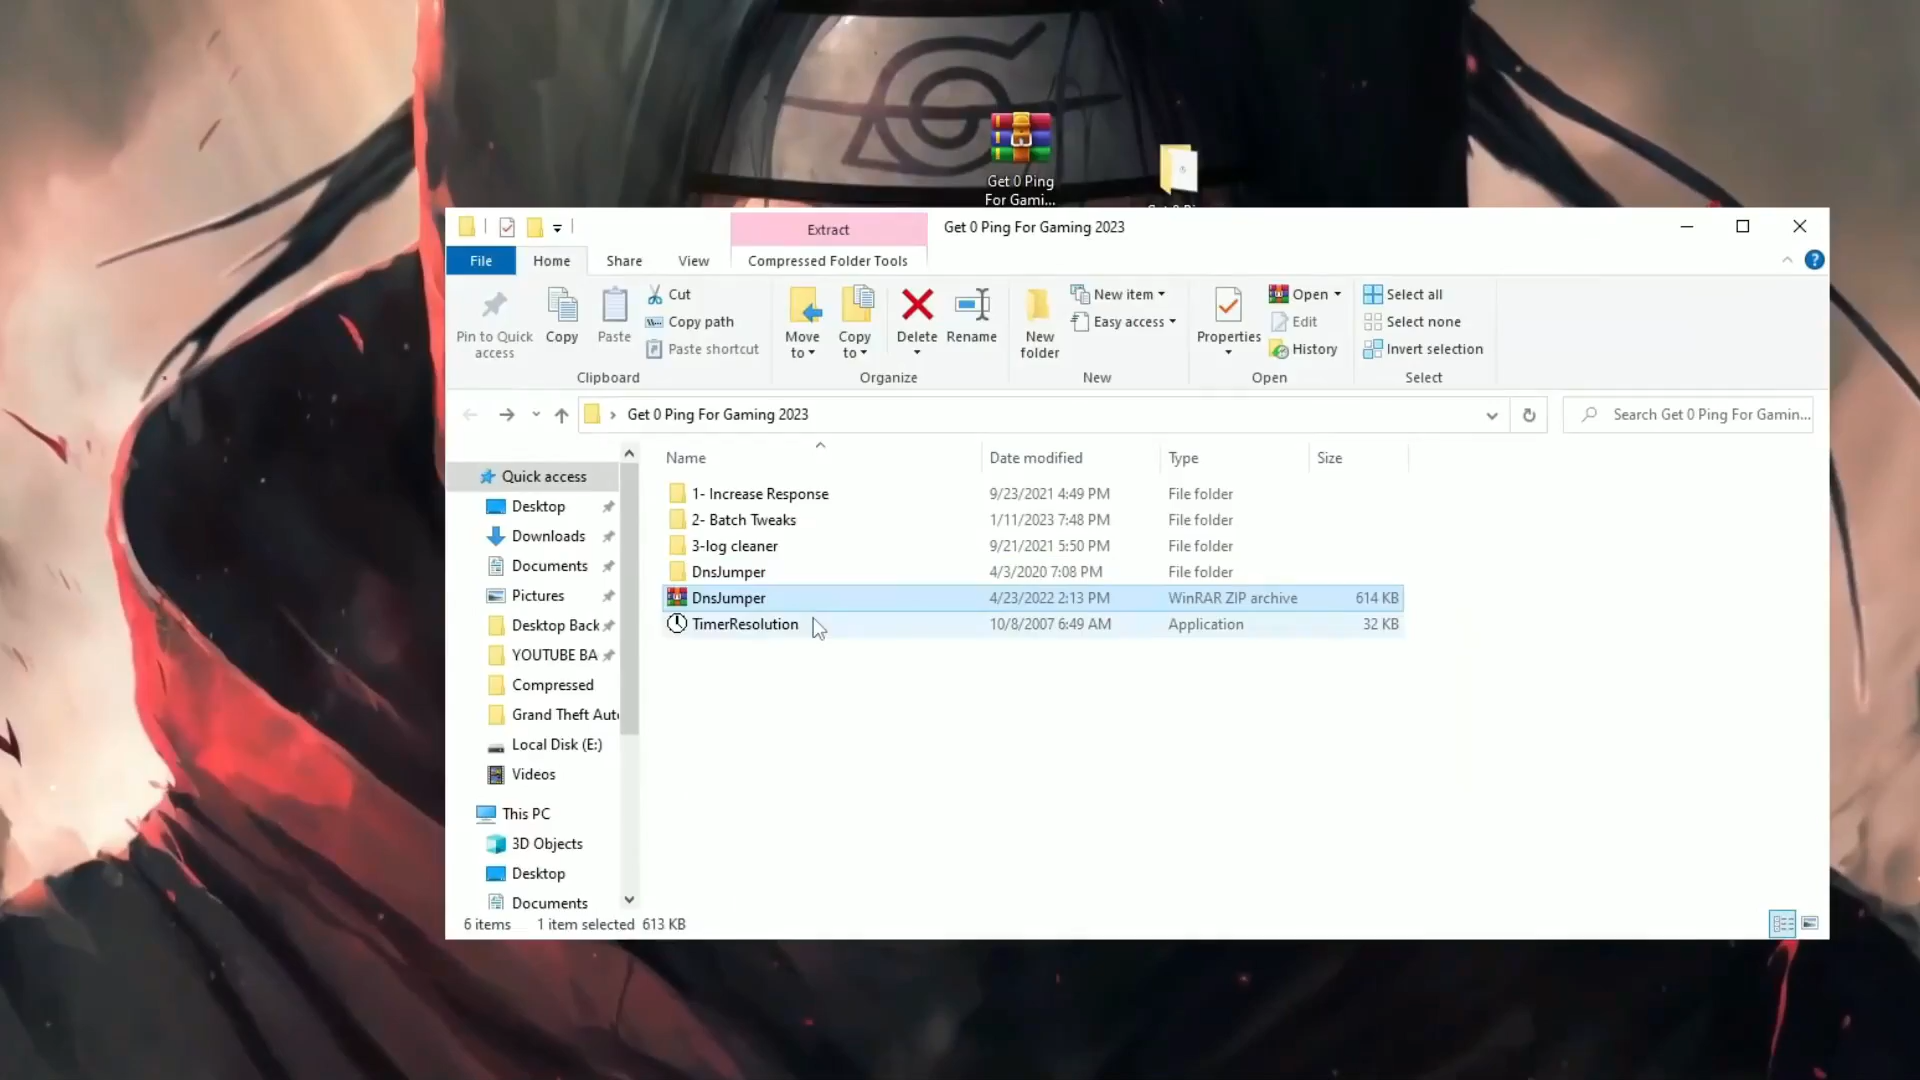 Get 0 Ping
For Gami...
Extract
Get 0 Ping For Gaming 2023
File
Home
Share
View
Compressed Folder Tools
Pin to Quick
access
Copy
Paste
Cut
Copy path
Paste shortcut
Clipboard
Move
to
Copy
to
Delete
Rename
Organize
New
folder
New item
Easy access
New
Properties
Open
Edit
History
Open
Select all
Select none
Invert selection
Select
Get 0 Ping For Gaming 2023
Search Get 0 Ping For Gamin...
Quick access
Desktop
Downloads
Documents
Pictures
Desktop Back
YOUTUBE BA
Compressed
Grand Theft Aut
Local Disk (E:)
Videos
This PC
3D Objects
Desktop
Documents
Name Date modified Type Size
1- Increase Response 9/23/2021 4:49 PM File folder
2- Batch Tweaks 1/11/2023 7:48 PM File folder
3-log cleaner 9/21/2021 5:50 PM File folder
DnsJumper 4/3/2020 7:08 PM File folder
DnsJumper 4/23/2022 2:13 PM WinRAR ZIP archive 614 KB
TimerResolution 10/8/2007 6:49 AM Application 32 KB
6 items 1 item selected 613 KB